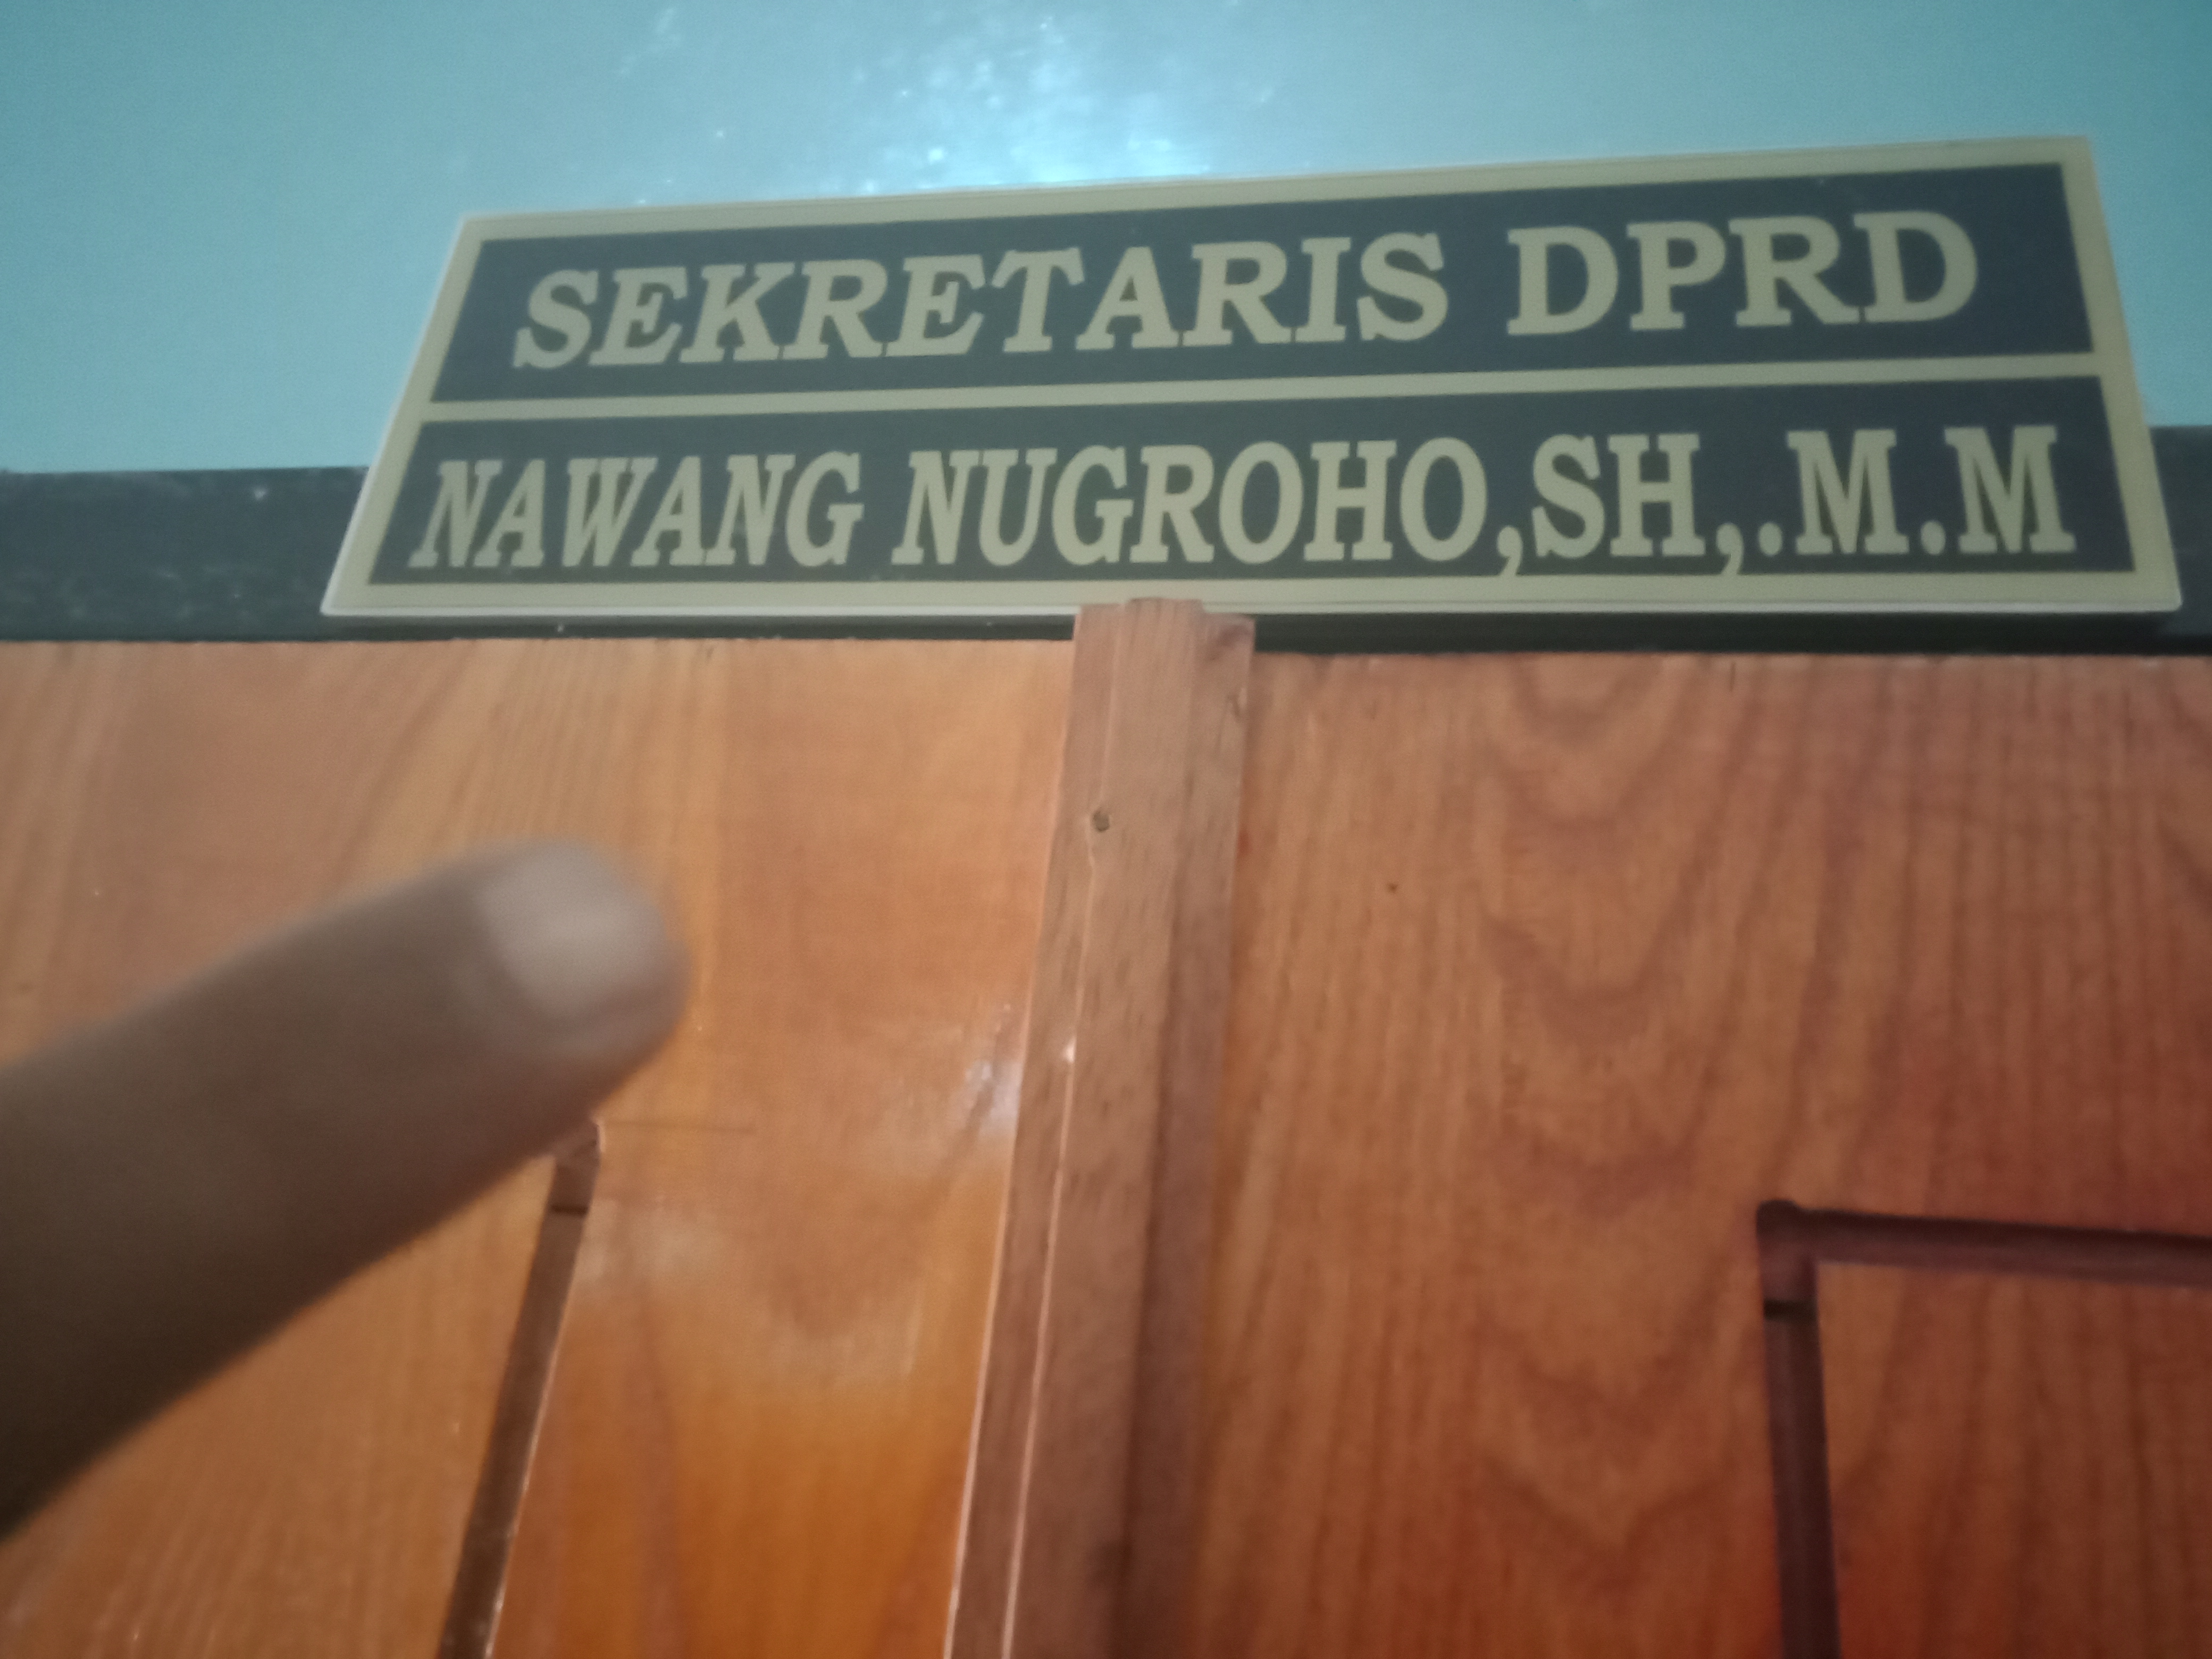 SEKRETARIS DPRD
NAWANG NUGROHO,SH,.M.M